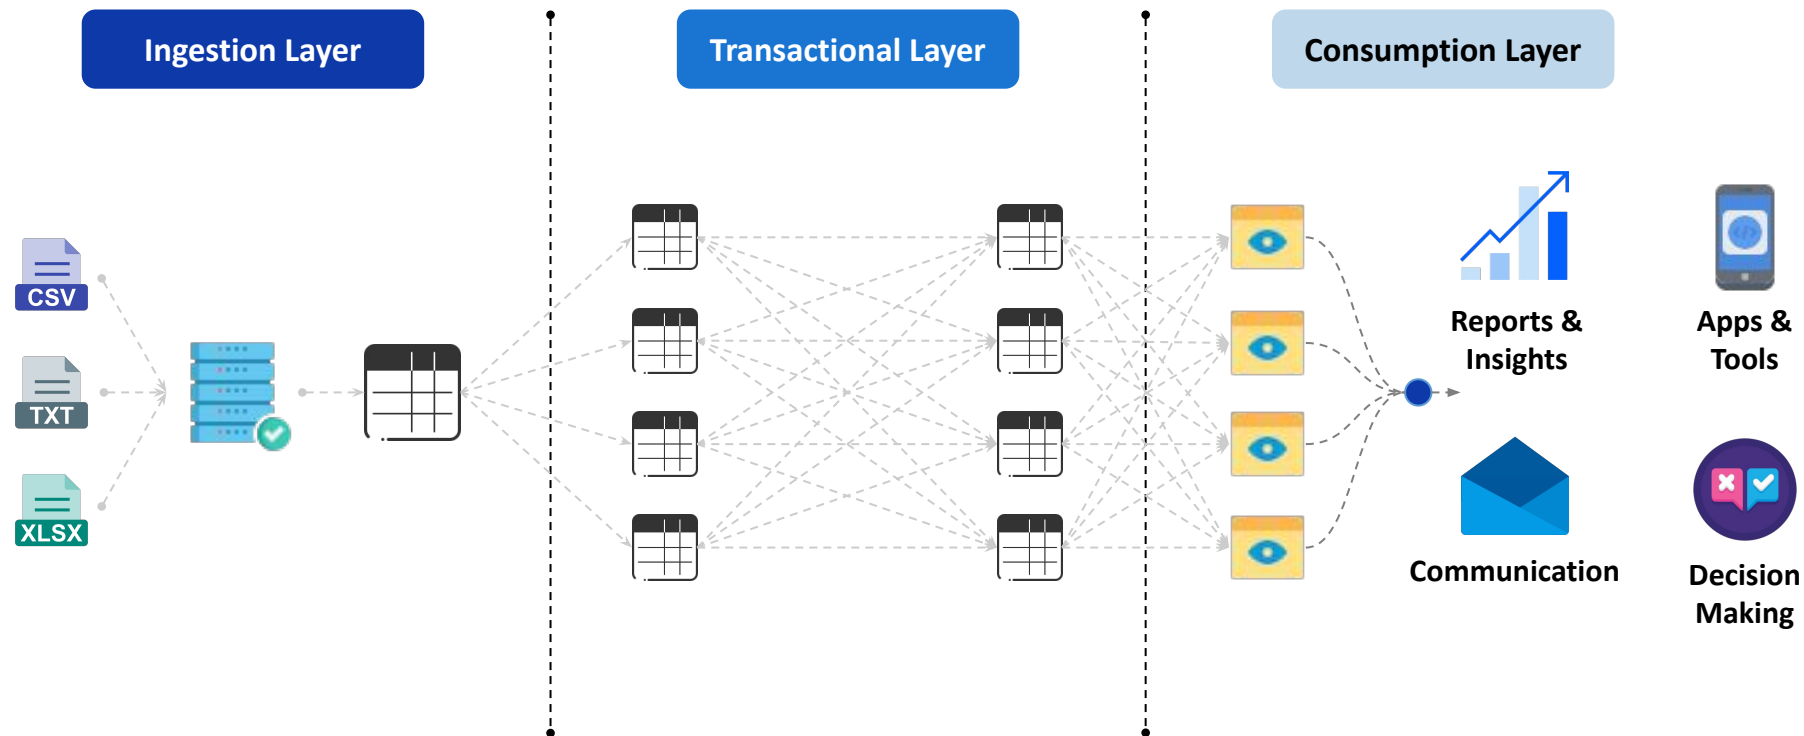 Ingestion Layer
Transactional Layer
Consumption Layer
CSV
TXT
XLSX
Reports &
Insights
Apps &
Tools
Communication
Decision
Making